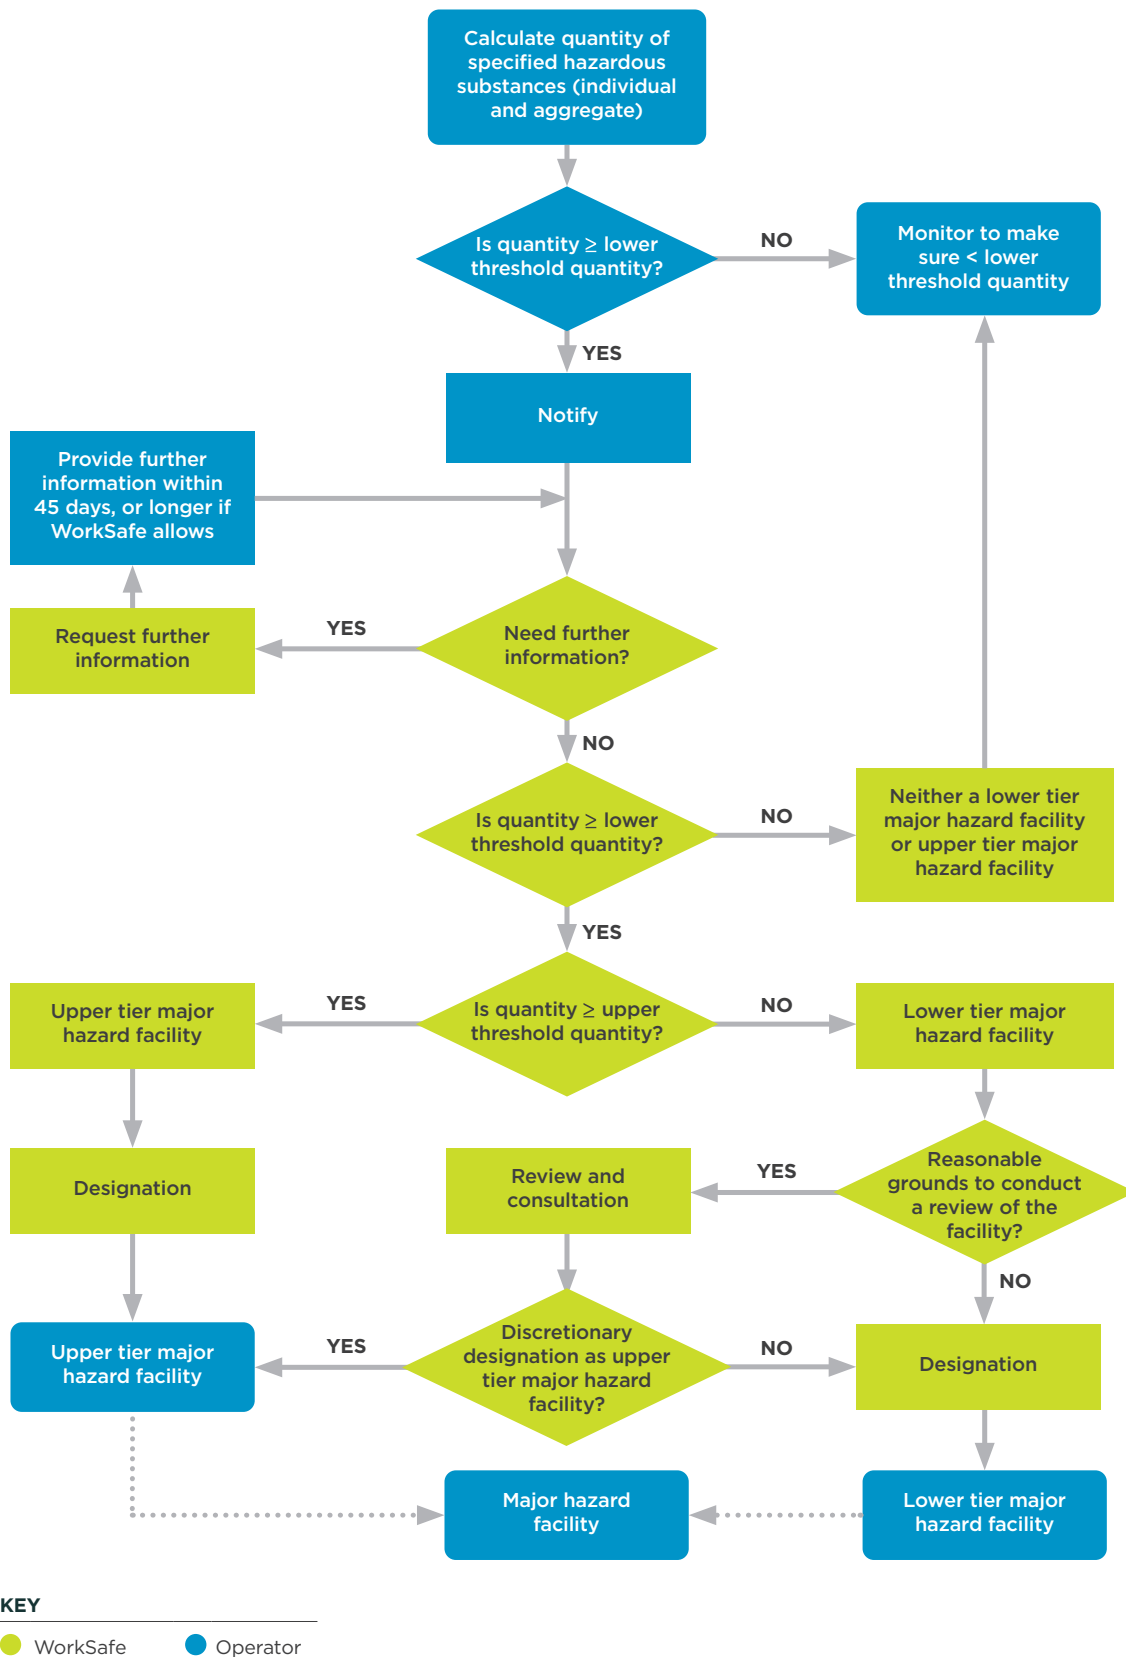 Calculate quantity of
specified hazardous
substances (individual
and aggregate)
Is quantity ≥ lower
threshold quantity?
NO
Monitor to make
sure < lower
threshold quantity
YES
Notify
Provide further
information within
45 days, or longer if
WorkSafe allows
Request further
information
YES
Need further
information?
NO
Is quantity ≥ lower
threshold quantity?
NO
Neither a lower tier
major hazard facility
or upper tier major
hazard facility
YES
Upper tier major
hazard facility
YES
Is quantity ≥ upper
threshold quantity?
NO
Lower tier major
hazard facility
Designation
Review and
consultation
YES
Reasonable
grounds to conduct
a review of the
facility?
NO
Upper tier major
hazard facility
YES
Discretionary
designation as upper
tier major hazard
facility?
NO
Designation
Major hazard
facility
Lower tier major
hazard facility
KEY
WorkSafe
Operator